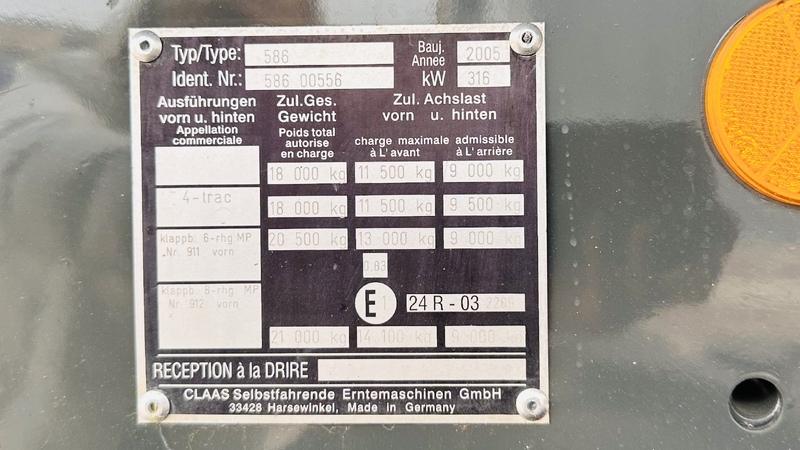 Typ/Type: 586 Bauj. Annee 2005
Ident. Nr.: 586 00556 kW 316
Ausführungen vorn u. hinten
Appellation commerciale
Zul.Ges. Gewicht
Poids total autorise en charge
Zul. Achslast vorn u. hinten
charge maximale admissible
à L'avant à L'arrière
18 000 kg 11 500 kg 9 000 kg
4-trac 18 000 kg 11 500 kg 9 500 kg
klappb. 6-rhg MP
Nr. 911 vorn
20 500 kg 13 000 kg 9 000 kg
0.83
klappb 8-rhg MP
Nr. 912 vorn
E 1 24 R - 03
21 000 kg 14 100 kg 9 000 kg
RECEPTION à la DRIRE
CLAAS Selbstfahrende Erntemaschinen GmbH
33428 Harsewinkel, Made in Germany